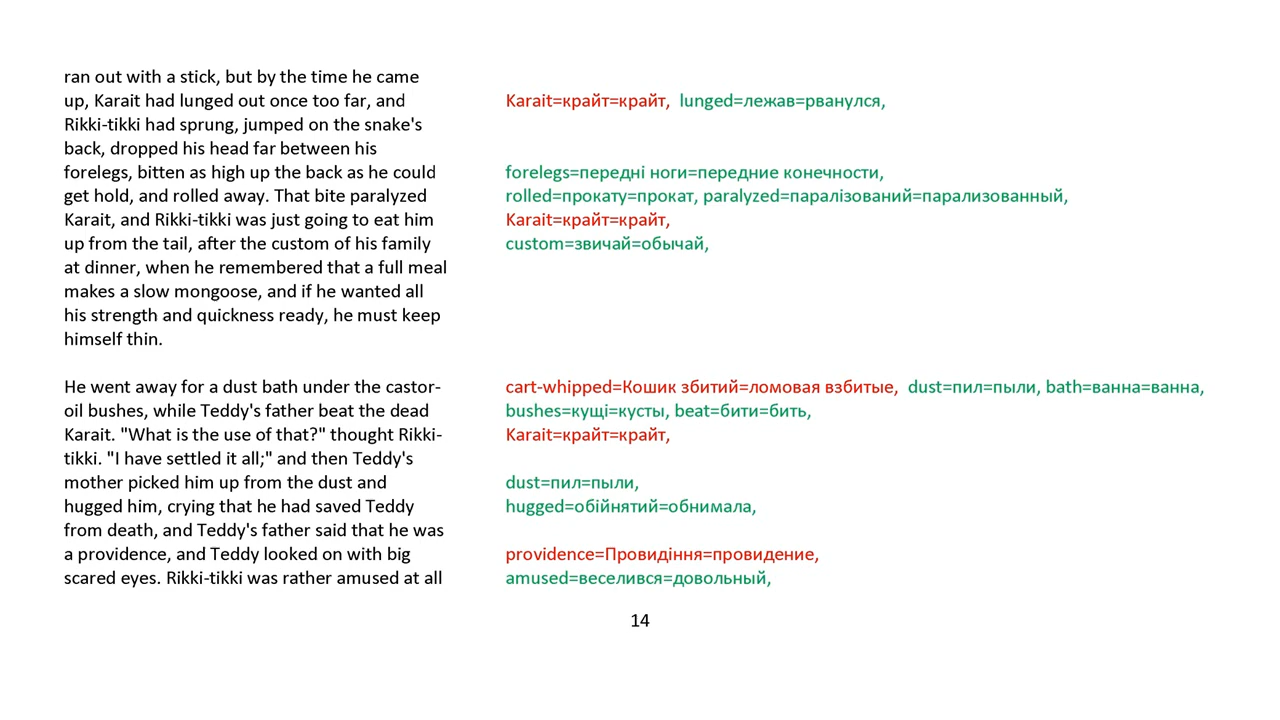 ran out with a stick, but by the time he came
up, Karait had lunged out once too far, and Karait=крайт=крайт, lunged=лежав=рванулся,
Rikki-tikki had sprung, jumped on the snake's
back, dropped his head far between his
forelegs, bitten as high up the back as he could forelegs=передні ноги=передние конечности,
get hold, and rolled away. That bite paralyzed rolled=прокату=прокат, paralyzed=паралізований=парализованный,
Karait, and Rikki-tikki was just going to eat him Karait=крайт=крайт,
up from the tail, after the custom of his family custom=звичай=обычай,
at dinner, when he remembered that a full meal
makes a slow mongoose, and if he wanted all
his strength and quickness ready, he must keep
himself thin.
He went away for a dust bath under the castor- cart-whipped=Кошик збитий=ломовая взбитые, dust=пил=пыли, bath=ванна=ванна,
oil bushes, while Teddy's father beat the dead bushes=кущі=кусты, beat=бити=бить,
Karait. "What is the use of that?" thought Rikki- Karait=крайт=крайт,
tikki. "I have settled it all;" and then Teddy's
mother picked him up from the dust and dust=пил=пыли,
hugged him, crying that he had saved Teddy hugged=обійнятий=обнимала,
from death, and Teddy's father said that he was
a providence, and Teddy looked on with big providence=Провидіння=провидение,
scared eyes. Rikki-tikki was rather amused at all amused=веселився=довольный,
14